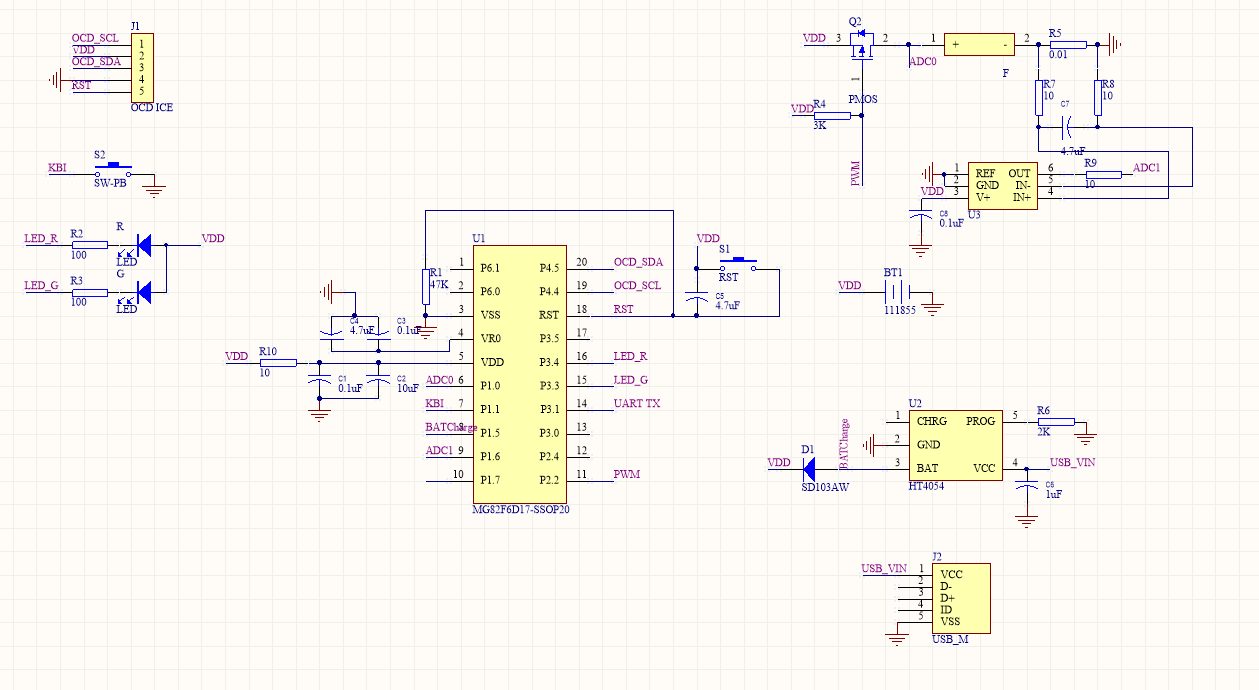 J1
OCD_SCL 1
VDD 2
OCD_SDA 3
4
RST 5
OCD ICE
S2
KBI
SW-PB
R
LED_R R2 VDD
100 LED
G
LED_G R3
100 LED
R1
47K
C4 C3
4.7uF 0.1uF
VDD R10
10
C1 C2
0.1uF 10uF
U1
1 P6.1 P4.5 20 OCD_SDA
2 P6.0 P4.4 19 OCD_SCL
3 VSS RST 18 RST
4 VR0 P3.5 17
5 VDD P3.4 16 LED_R
ADC0 6 P1.0 P3.3 15 LED_G
KBI 7 P1.1 P3.1 14 UART TX
BATCharge 8 P1.5 P3.0 13
ADC1 9 P1.6 P2.4 12
10 P1.7 P2.2 11 PWM
MG82F6D17-SSOP20
VDD
S1
RST
C5
4.7uF
Q2
VDD 3 2 1 + - 2 R5
ADC0 0.01
F
1
PMOS
VDD R4
3K
PWM
R7 R8
10 10
C7
4.7uF
1 REF OUT 6 R9 ADC1
2 GND IN- 5 10
VDD 3 V+ IN+ 4
U3
C8
0.1uF
BT1
VDD
111855
U2
1 CHRG PROG 5 R6
2K
2 GND
BATCharge
VDD D1 3 BAT VCC 4 USB_VIN
SD103AW HT4054
C6
1uF
J2
USB_VIN 1 VCC
2 D-
3 D+
4 ID
5 VSS
USB_M